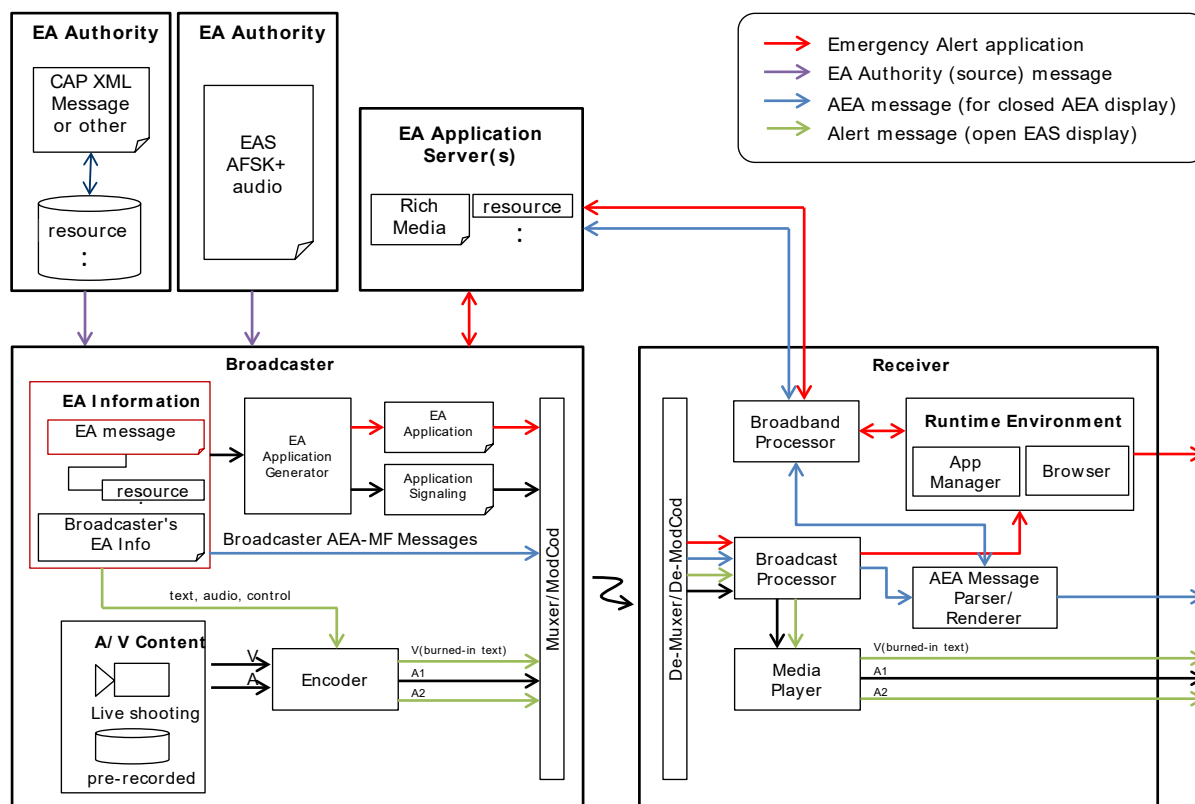 EA Authority
CAP XML
Message
or other
resource
:
EA Authority
EAS
AFSK+
audio
EA Application
Server(s)
Rich
Media
resource
:
Emergency Alert application
EA Authority (source) message
AEA message (for closed AEA display)
Alert message (open EAS display)
Broadcaster
EA Information
EA message
resource
:
Broadcaster's
EA Info
EA
Application
Generator
EA
Application
Application
Signaling
Broadcaster AEA-MF Messages
text, audio, control
A/V Content
Live shooting
pre-recorded
V
A
Encoder
V(burned-in text)
A1
A2
Muxer/ModCod
Receiver
De-Muxer/De-ModCod
Broadband
Processor
Runtime Environment
App
Manager
Browser
Broadcast
Processor
AEA Message
Parser/
Renderer
Media
Player
V(burned-in text)
A1
A2